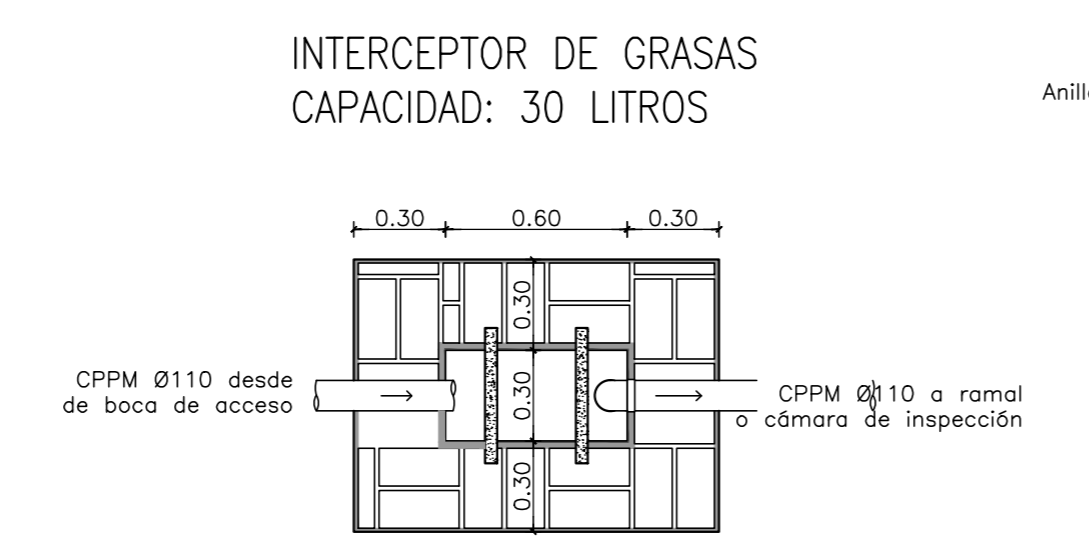 INTERCEPTOR DE GRASAS
CAPACIDAD: 30 LITROS
0.30
0.60
0.30
0.30
0.30
0.30
CPPM Ø110 desde
de boca de acceso
CPPM Ø110 a ramal
o cámara de inspección